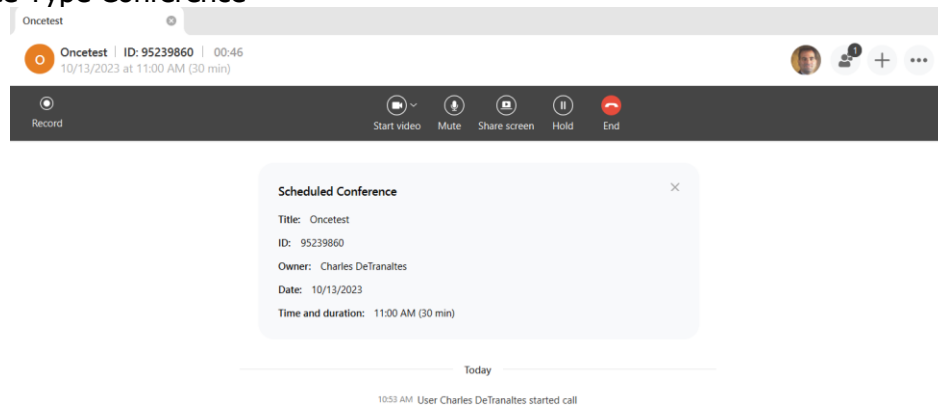 Type Conference
Oncetest
O Oncetest | ID: 95239860 | 00:46
10/13/2023 at 11:00 AM (30 min)
1
Record
Start video Mute Share screen Hold End
Scheduled Conference
Title: Oncetest
ID: 95239860
Owner: Charles DeTranaltes
Date: 10/13/2023
Time and duration: 11:00 AM (30 min)
Today
10:53 AM User Charles DeTranaltes started call